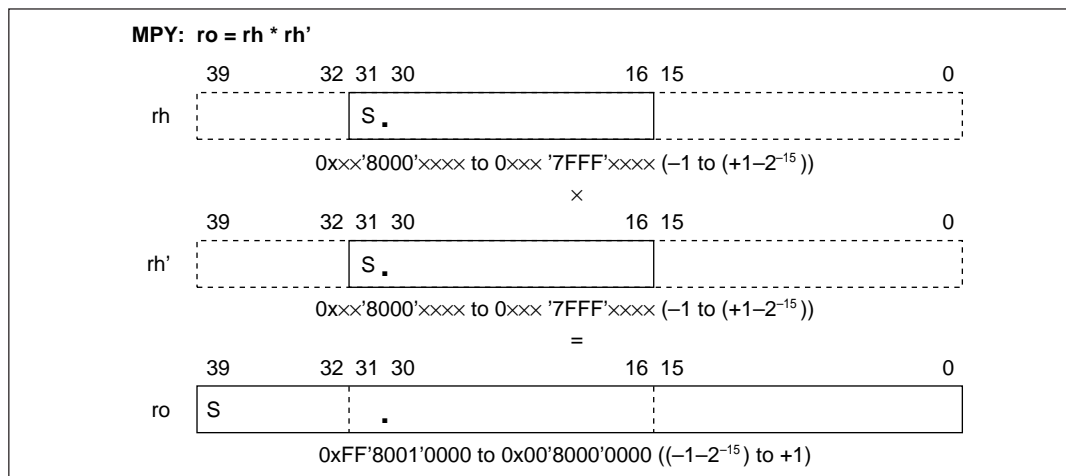 MPY: ro = rh * rh'
39 32 31 30 16 15 0
rh S.
0x××'8000'×××× to 0××× '7FFF'×××× (–1 to (+1–2⁻¹⁵))
×
39 32 31 30 16 15 0
rh' S.
0x××'8000'×××× to 0××× '7FFF'×××× (–1 to (+1–2⁻¹⁵))
=
39 32 31 30 16 15 0
ro S .
0xFF'8001'0000 to 0x00'8000'0000 ((–1–2⁻¹⁵) to +1)